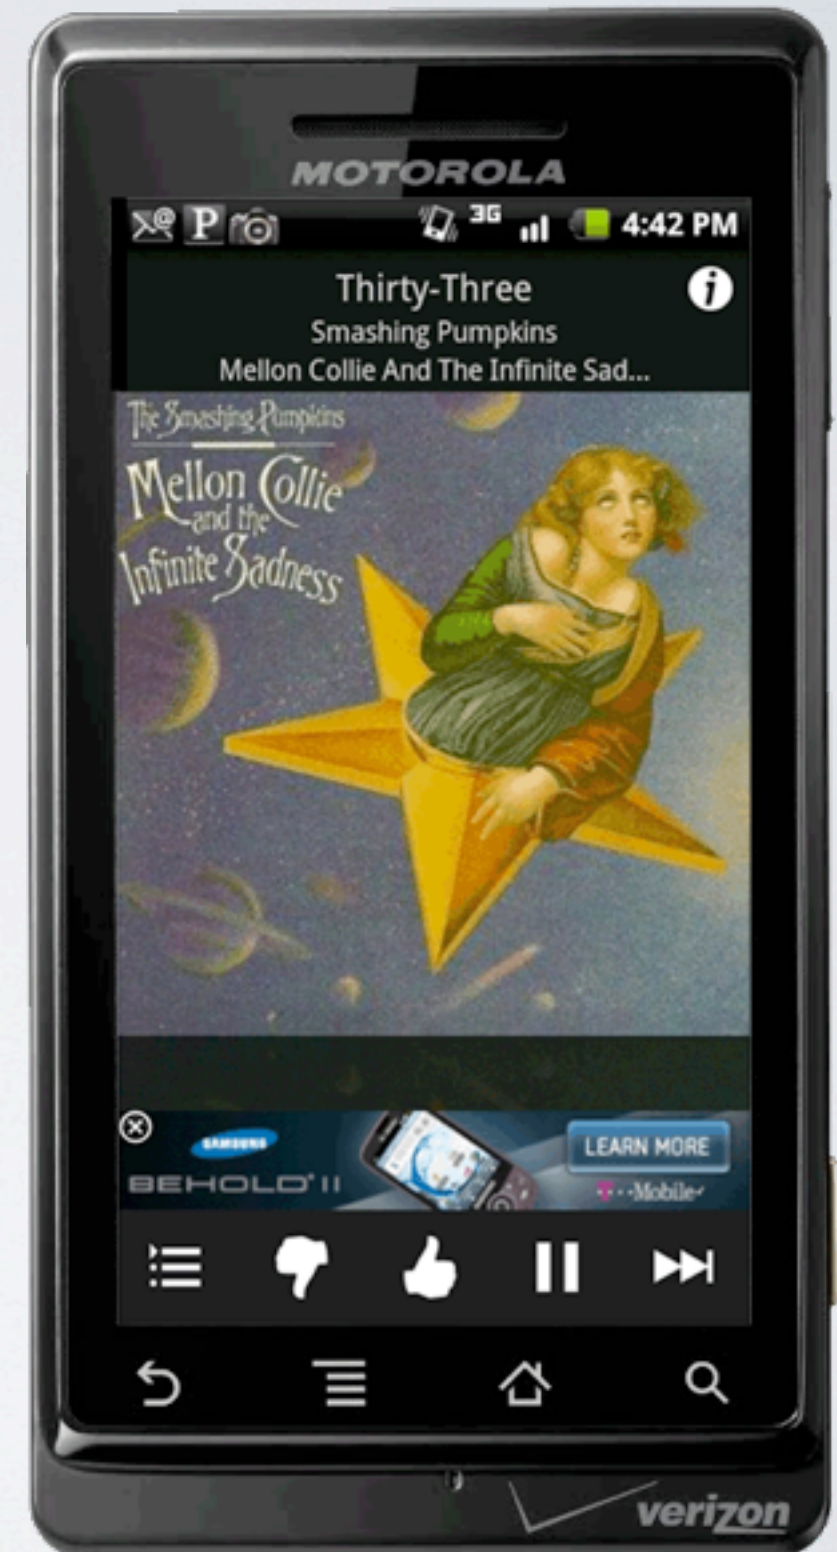 MOTOROLA
P 3G 4:42 PM
Thirty-Three
i
Smashing Pumpkins
Mellon Collie And The Infinite Sad...
The Smashing Pumpkins
Mellon Collie
and the
Infinite Sadness
SAMSUNG
BEHOLD II
LEARN MORE
T··Mobile
verizon